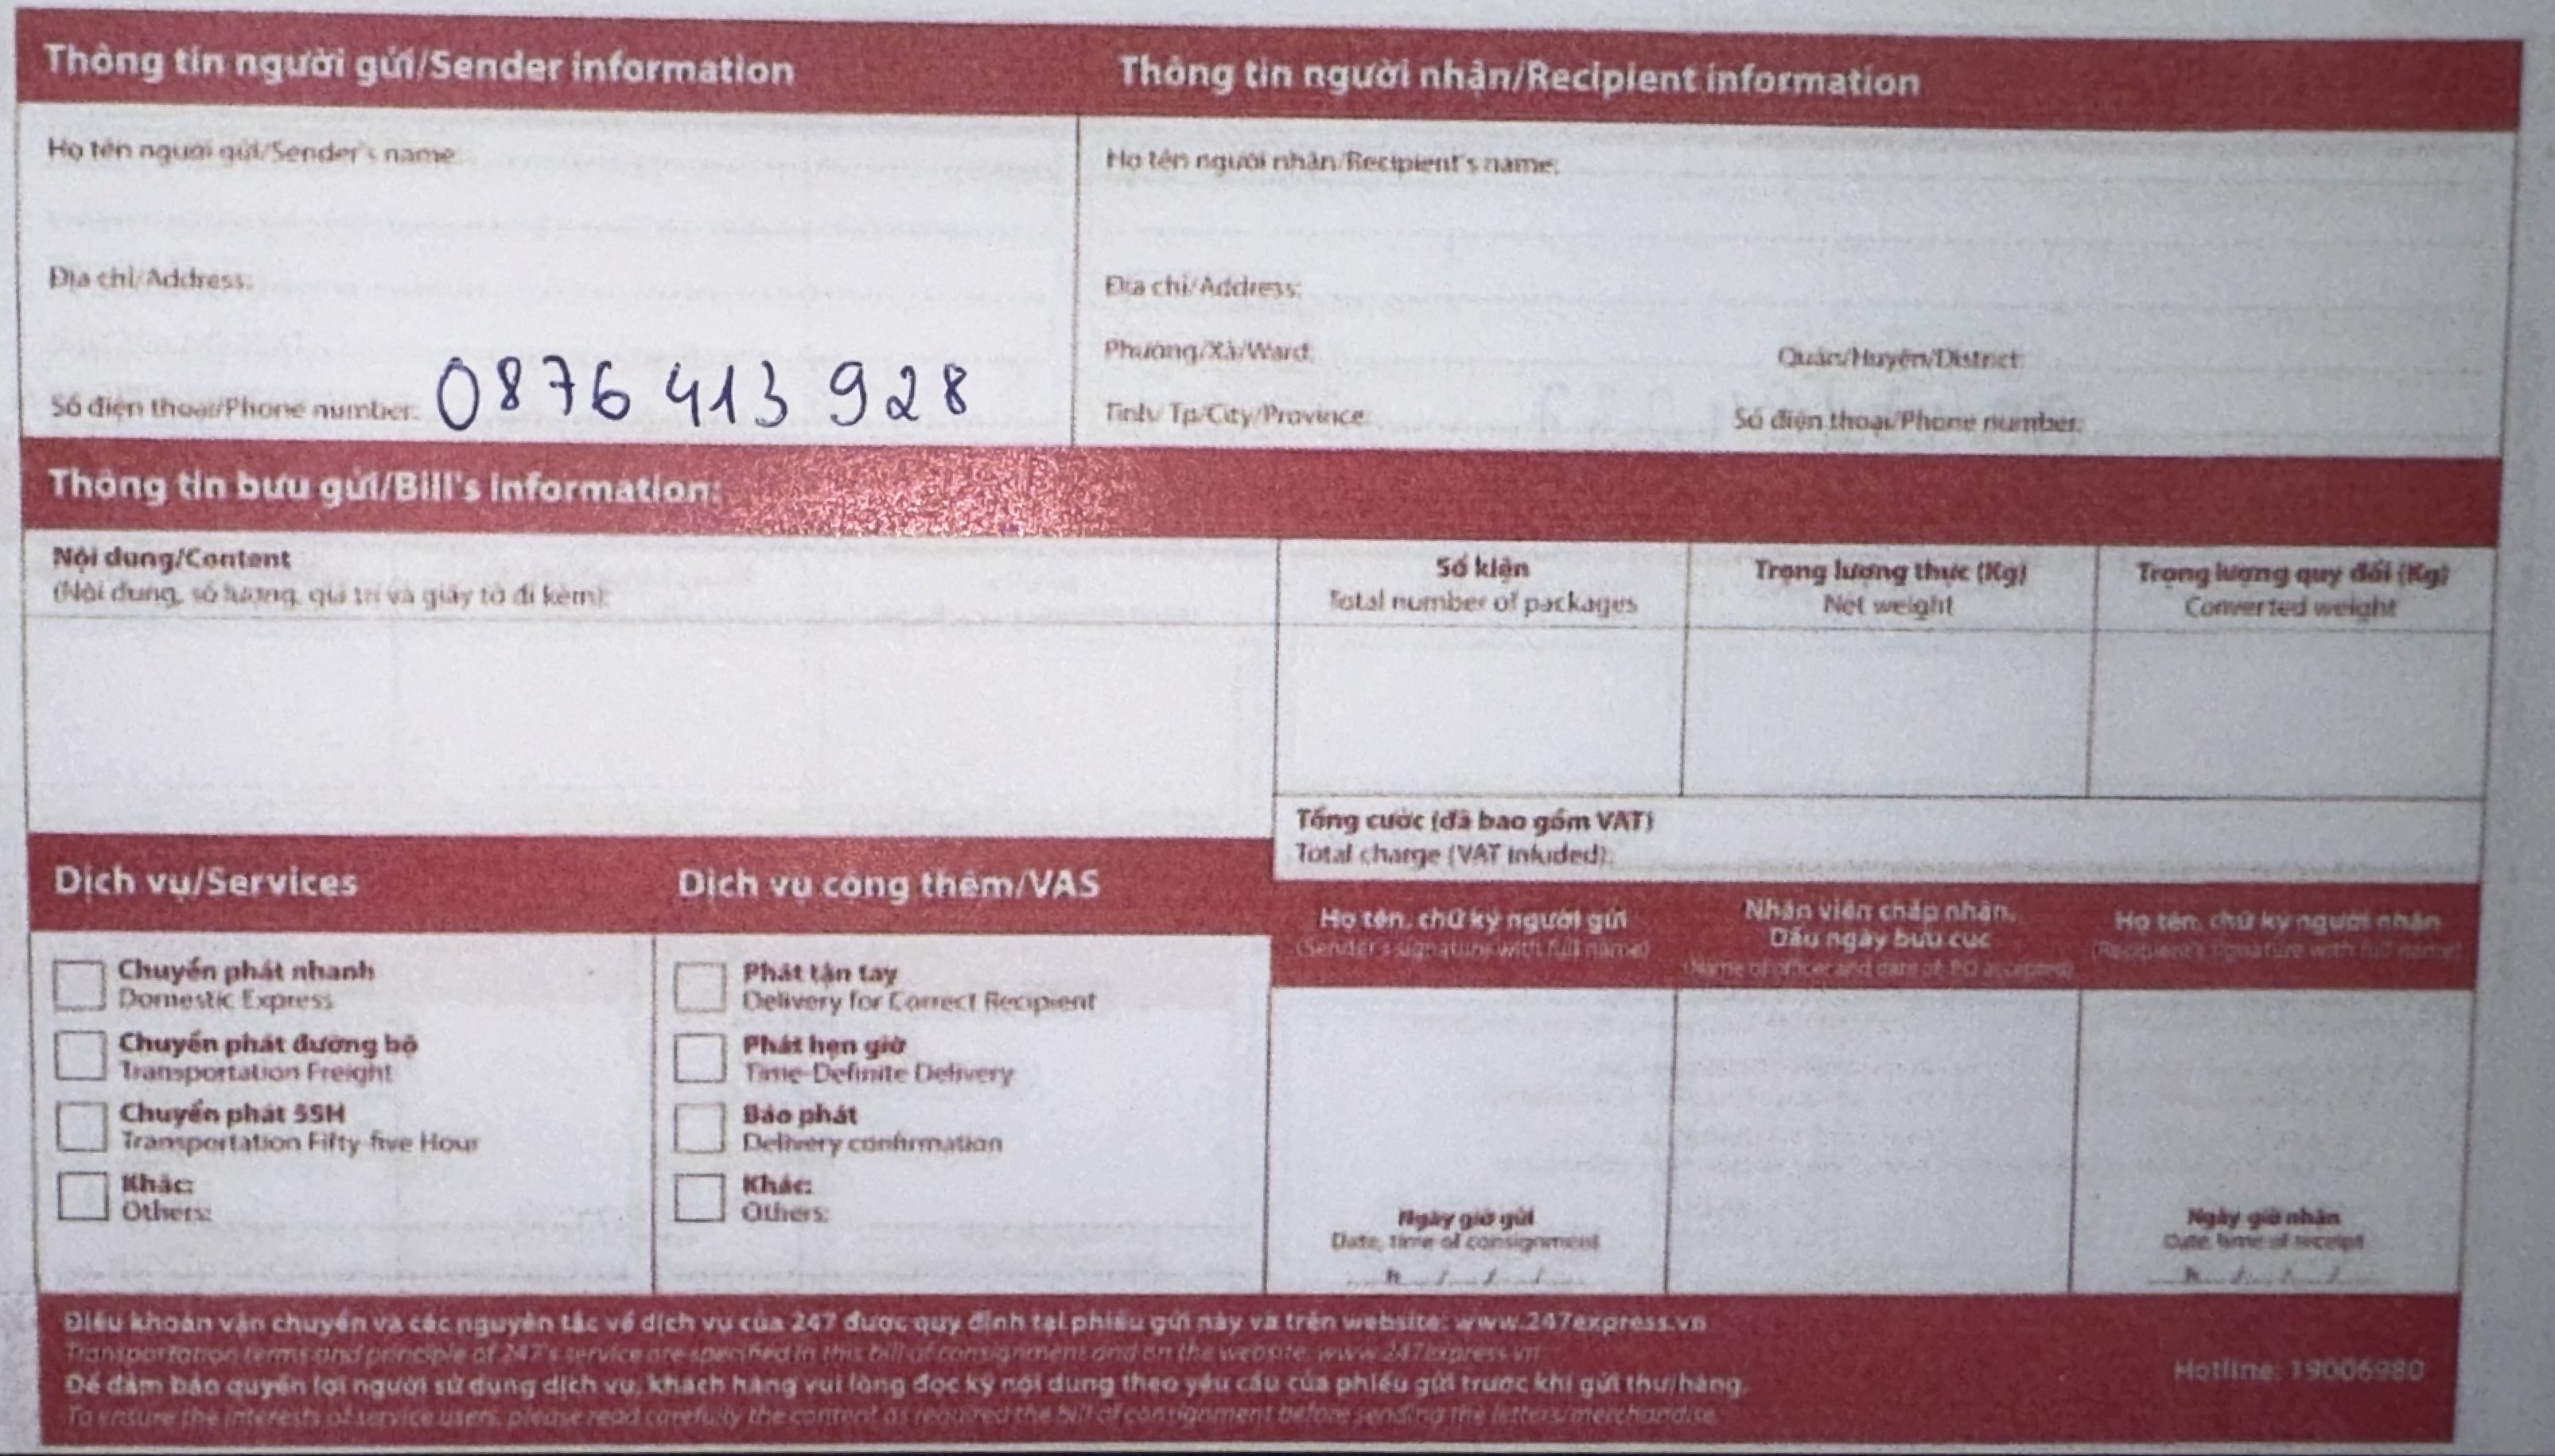 Thông tin người gửi/Sender information
Thông tin người nhận/Recipient information
Họ tên người gửi/Sender's name:
Họ tên người nhận/Recipient's name:
Địa chỉ/Address:
Địa chỉ/Address:
Phường/Xã/Ward:
Quận/Huyện/District:
Số điện thoại/Phone number: 0876 413 928
Tỉnh/ Tp/City/Province:
Số điện thoại/Phone number:
Thông tin bưu gửi/Bill's information:
Nội dung/Content
(Nội dung, số lượng, giá trị và giấy tờ đi kèm):
Số kiện
Total number of packages
Trọng lượng thực (Kg)
Net weight
Trọng lượng quy đổi (Kg)
Converted weight
Tổng cước (đã bao gồm VAT)
Total charge (VAT inluded):
Dịch vụ/Services
Dịch vụ cộng thêm/VAS
Họ tên, chữ ký người gửi
(Sender's signature with full name)
Nhân viên chấp nhận,
Dấu ngày bưu cục
(Name of officer and date of PO accepted)
Họ tên, chữ ký người nhận
(Recipient's signature with full name)
Chuyển phát nhanh
Domestic Express
Chuyển phát đường bộ
Transportation Freight
Chuyển phát 55H
Transportation Fifty-five Hour
Khác:
Others:
Phát tận tay
Delivery for Correct Recipient
Phát hẹn giờ
Time-Definite Delivery
Báo phát
Delivery confirmation
Khác:
Others:
Ngày giờ gửi
Date, time of consignment
h / / /
Ngày giờ nhận
Date, time of receipt
h / / /
Điều khoản vận chuyển và các nguyên tắc về dịch vụ của 247 được quy định tại phiếu gửi này và trên website: www.247express.vn
Transportation terms and principle of 247's service are specified in this bill of consignment and on the website: www.247express.vn
Để đảm bảo quyền lợi người sử dụng dịch vụ, khách hàng vui lòng đọc kỹ nội dung theo yêu cầu của phiếu gửi trước khi gửi thư/hàng.
To ensure the interests of service users, please read carefully the content as required the bill of consignment before sending the letters/merchandise.
Hotline: 19006980